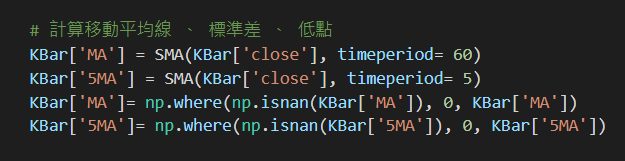 # 計算移動平均線 、 標準差 、 低點
KBar['MA'] = SMA(KBar['close'], timeperiod= 60)
KBar['5MA'] = SMA(KBar['close'], timeperiod= 5)
KBar['MA']= np.where(np.isnan(KBar['MA']), 0, KBar['MA'])
KBar['5MA']= np.where(np.isnan(KBar['5MA']), 0, KBar['5MA'])